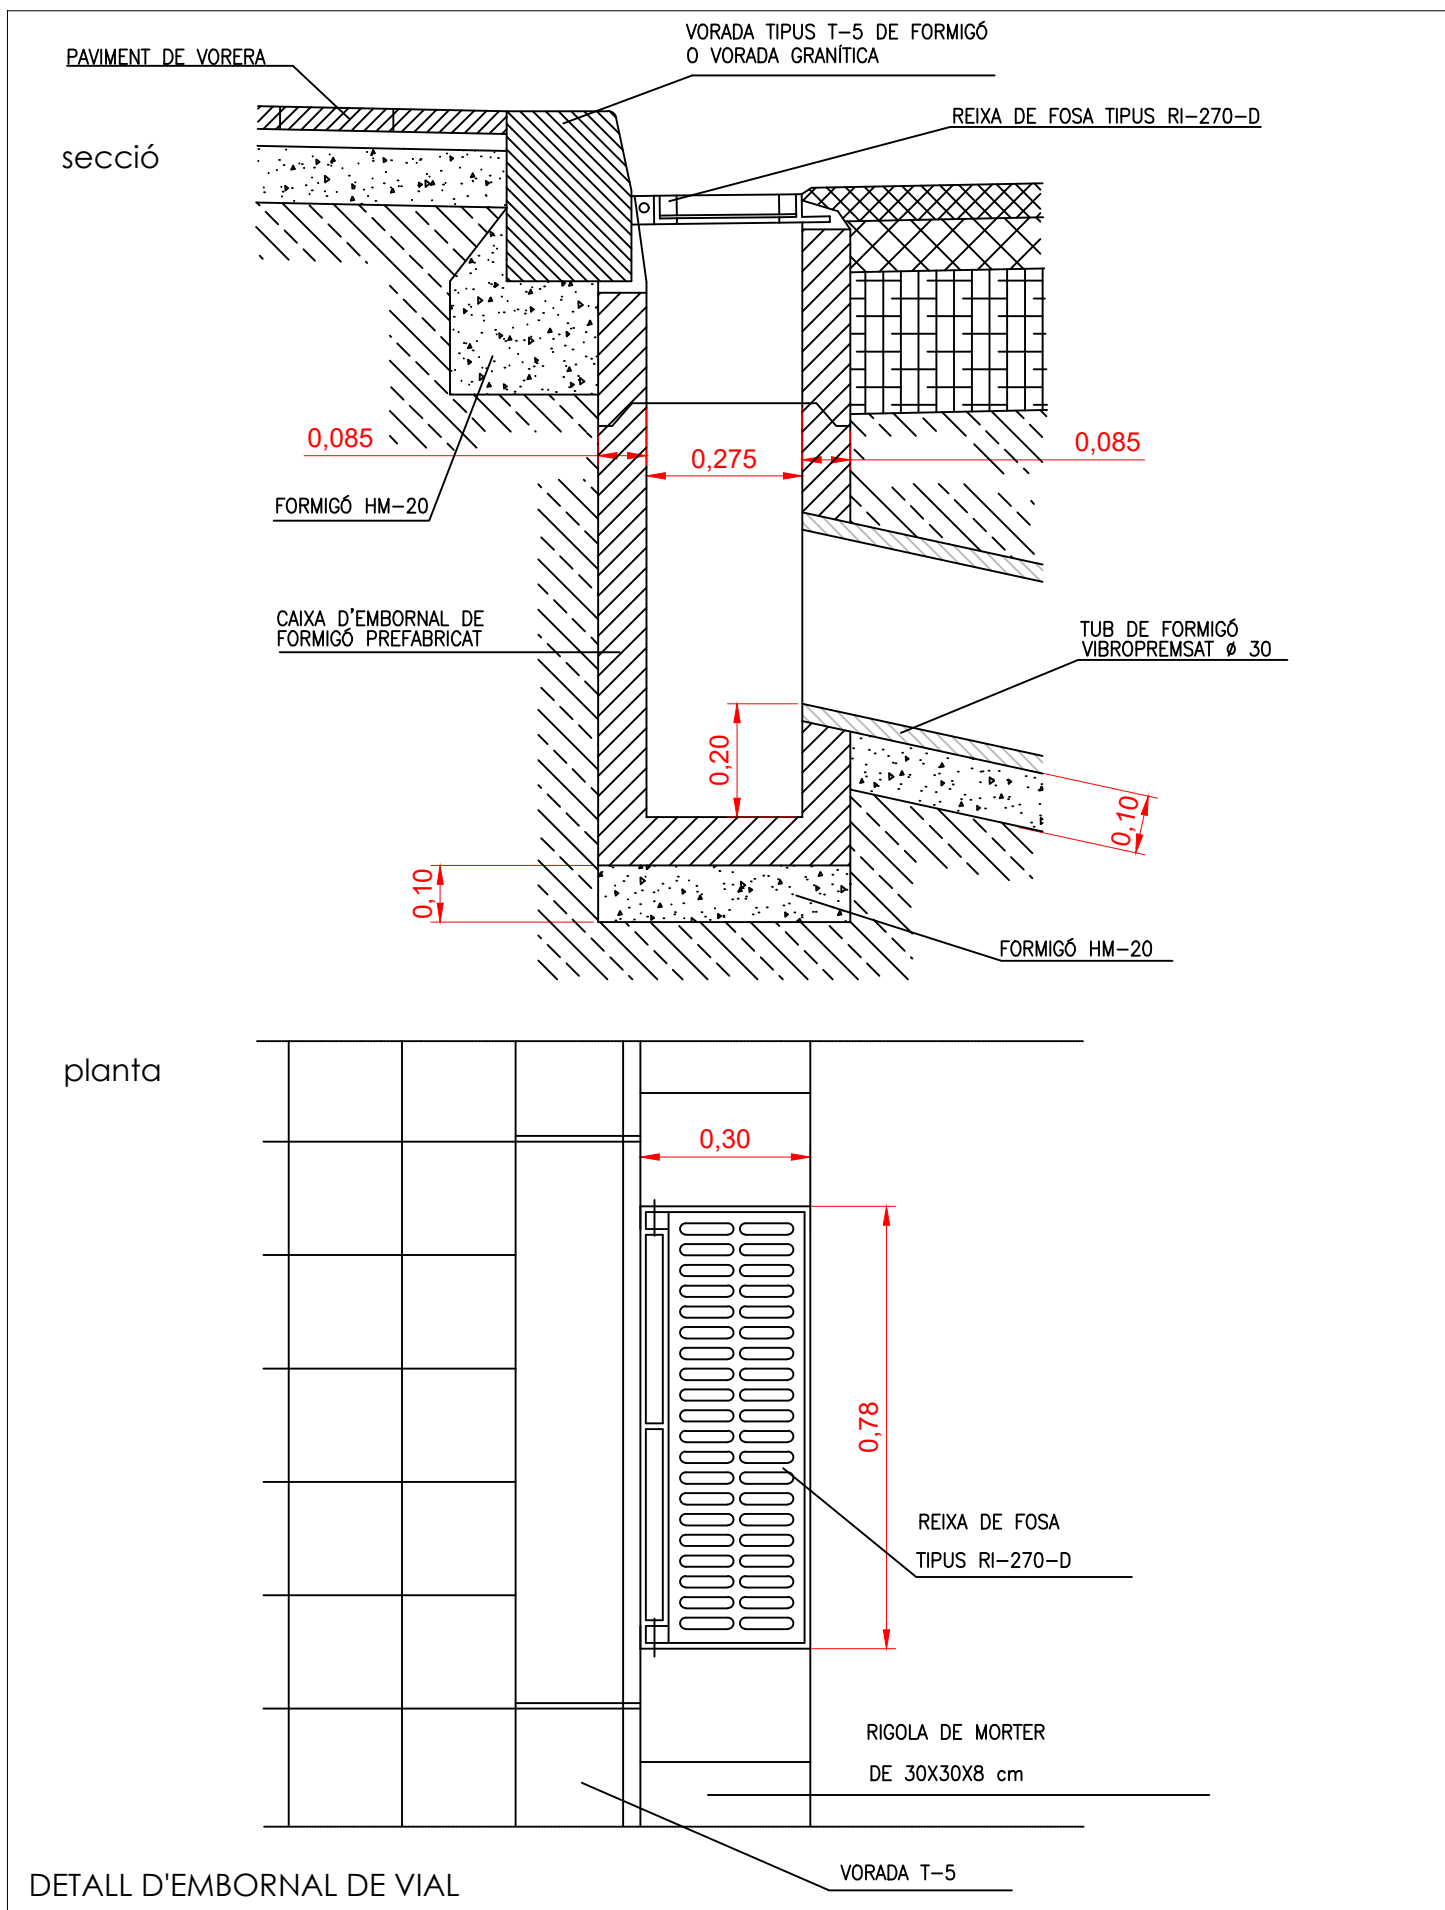 PAVIMENT DE VORERA
VORADA TIPUS T-5 DE FORMIGÓ
O VORADA GRANÍTICA
REIXA DE FOSA TIPUS RI-270-D
secció
0,085
0,275
0,085
FORMIGÓ HM-20
CAIXA D'EMBORNAL DE
FORMIGÓ PREFABRICAT
TUB DE FORMIGÓ
VIBROPREMSAT ø 30
0,20
0,10
0,10
FORMIGÓ HM-20
planta
0,30
0,78
REIXA DE FOSA
TIPUS RI-270-D
RIGOLA DE MORTER
DE 30X30X8 cm
VORADA T-5
DETALL D'EMBORNAL DE VIAL